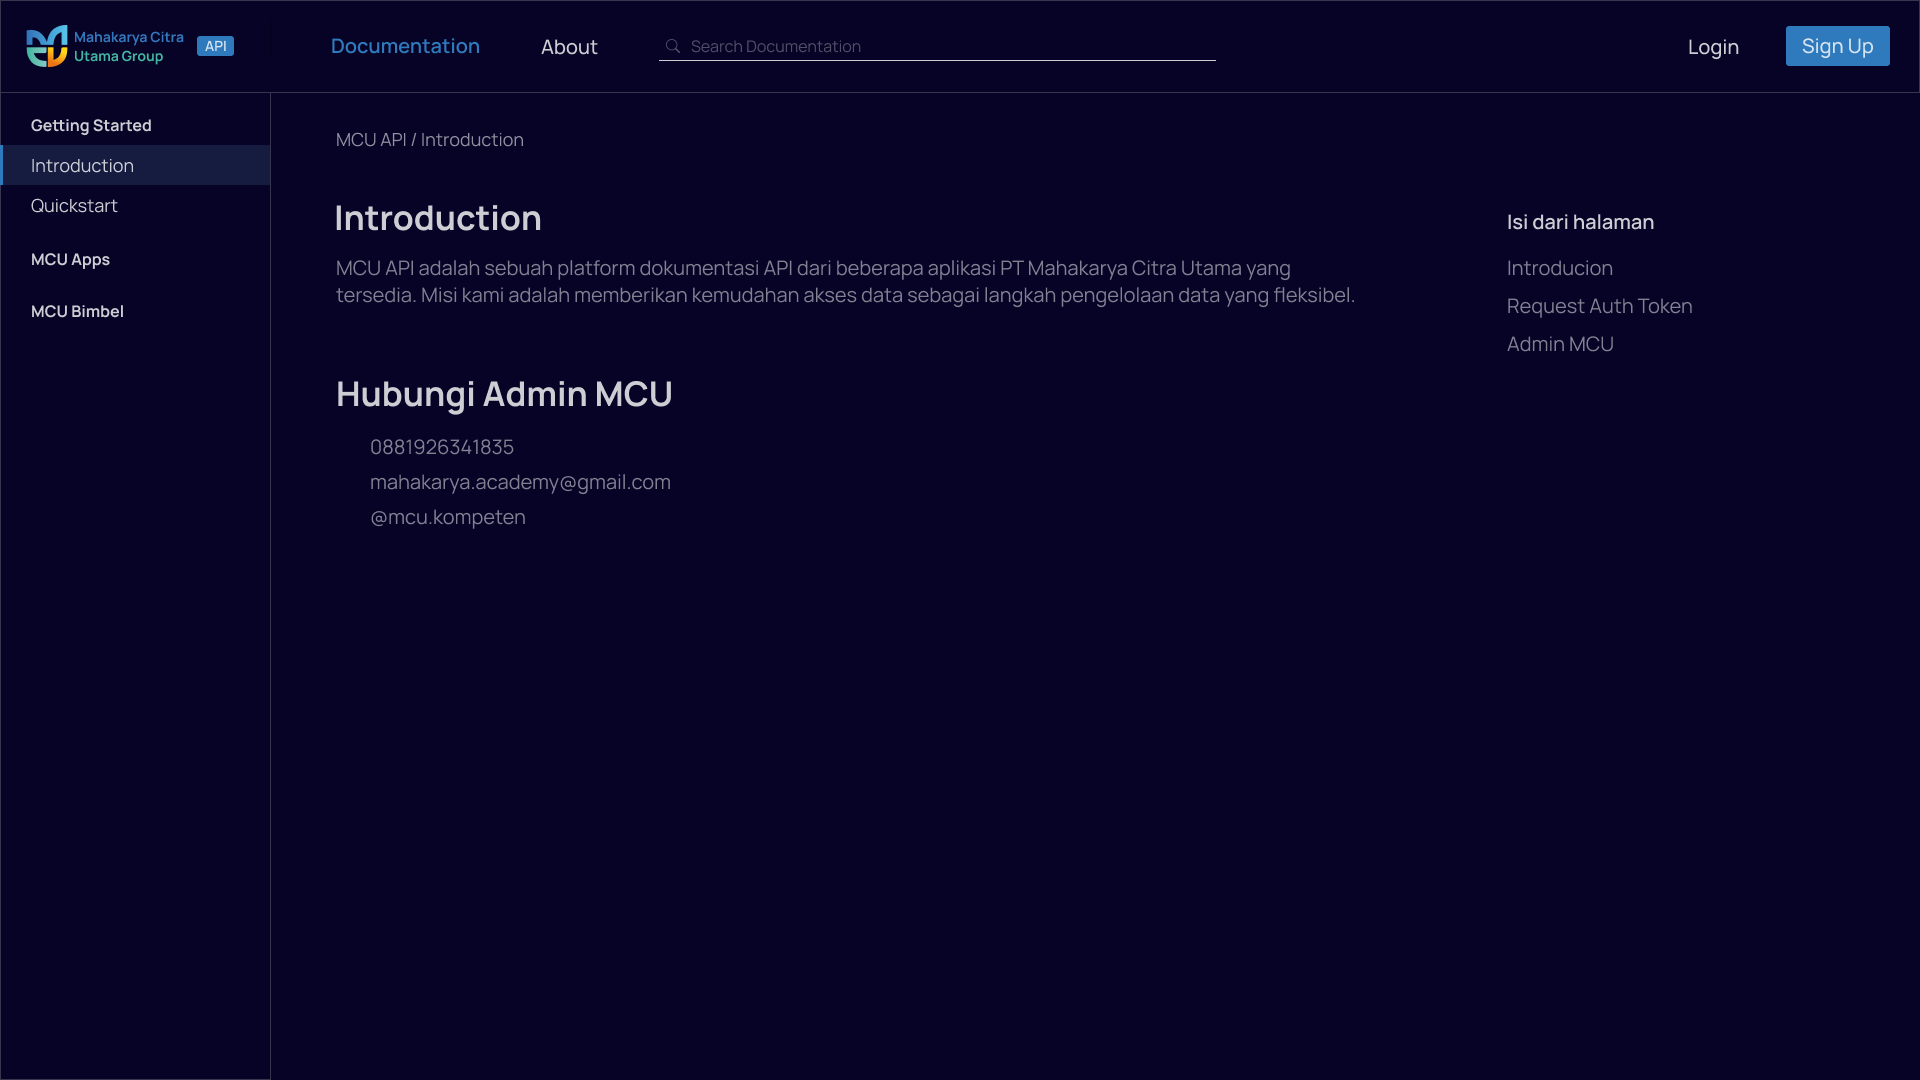 Mahakarya Citra
Utama Group
API
Documentation
About
Search Documentation
Login
Sign Up
Getting Started
Introduction
Quickstart
MCU Apps
MCU Bimbel
MCU API / Introduction
Introduction
MCU API adalah sebuah platform dokumentasi API dari beberapa aplikasi PT Mahakarya Citra Utama yang
tersedia. Misi kami adalah memberikan kemudahan akses data sebagai langkah pengelolaan data yang fleksibel.
Hubungi Admin MCU
0881926341835
mahakarya.academy@gmail.com
@mcu.kompeten
Isi dari halaman
Introducion
Request Auth Token
Admin MCU